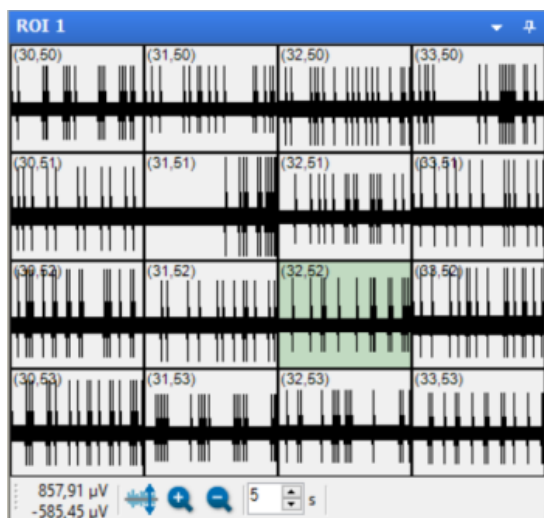 ROI 1
(30,50) (31,50) (32,50) (33,50)
(30,51) (31,51) (32,51) (33,51)
(30,52) (31,52) (32,52) (33,52)
(30,53) (31,53) (32,53) (33,53)
857,91 µV
-585,45 µV
5 s